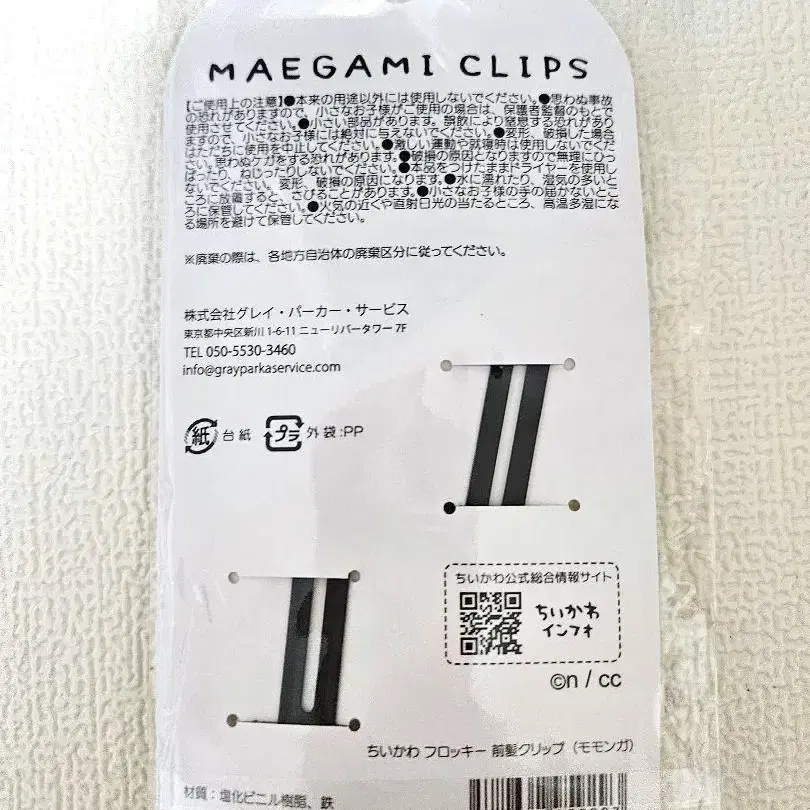 MAEGAMI CLIPS
【ご使用上の注意】●本来の用途以外には使用しないでください。●思わぬ事故
の恐れがありますので、小さなお子様がご使用の場合は、保護者監督のもとで
使用させてください。●小さい部品があります。誤飲により窒息する恐れがあり
ますので、小さなお子様には絶対に与えないでください。●変形、破損した場合
はただちに使用を中止してください。●激しい運動や就寝時は使用しないでくだ
さい。思わぬケガをする恐れがあります。●破損の原因となりますので無理にひっ
ぱったり、ねじったりしないでください。●本品をつけたままドライヤーを使用し
ないでください。変形、破損の原因になります。●水に濡れたり、湿気の多いと
ころに放置すると、さびることがあります。●小さなお子様の手の届かないところ
に保管してください。●火気の近くや直射日光の当たるところ、高温多湿にな
る場所を避けて保管してください。
※廃棄の際は、各地方自治体の廃棄区分に従ってください。
株式会社グレイ・パーカー・サービス
東京都中央区新川 1-6-11 ニューリバータワー 7F
TEL 050-5530-3460
info@grayparkaservice.com
紙 台紙 プラ 外袋:PP
ちいかわ公式総合情報サイト
ちいかわ
インフォ
©n / cc
ちいかわ フロッキー 前髪クリップ（モモンガ）
材質：塩化ビニル樹脂、鉄